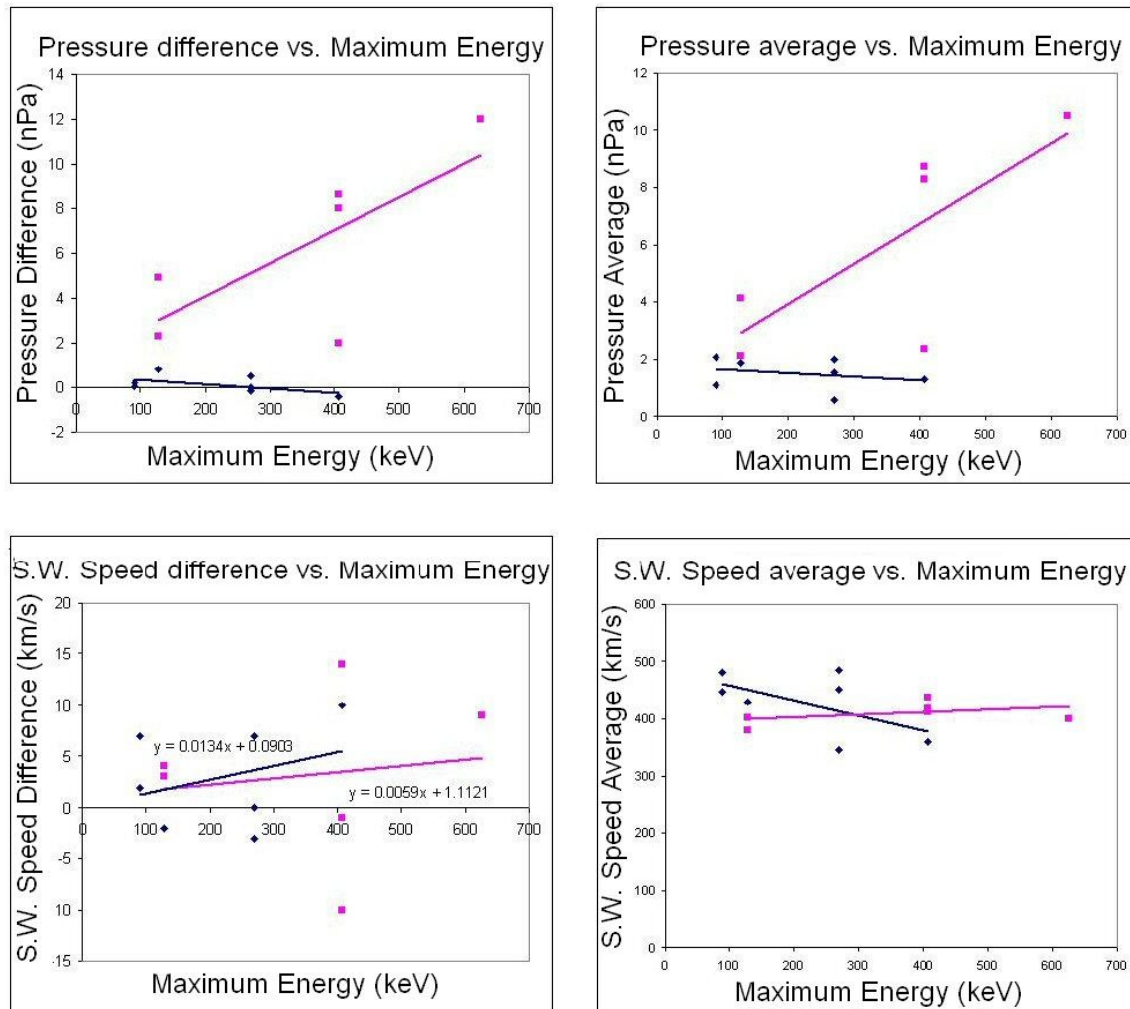 Pressure difference vs. Maximum Energy
14
12
10
8
6
4
2
0
-2
0 100 200 300 400 500 600 700
Pressure Difference (nPa)
Maximum Energy (keV)
Pressure average vs. Maximum Energy
12
10
8
6
4
2
0
0 100 200 300 400 500 600 700
Pressure Average (nPa)
Maximum Energy (keV)
S.W. Speed difference vs. Maximum Energy
20
15
10
5
0
-5
10
-15
0 100 200 300 400 500 600 700
y = 0.0134x + 0.0903
y = 0.0059x + 1.1121
S.W. Speed Difference (km/s)
Maximum Energy (keV)
S.W. Speed average vs. Maximum Energy
600
500
400
300
200
100
0
0 100 200 300 400 500 600 700
S.W. Speed Average (km/s)
Maximum Energy (keV)